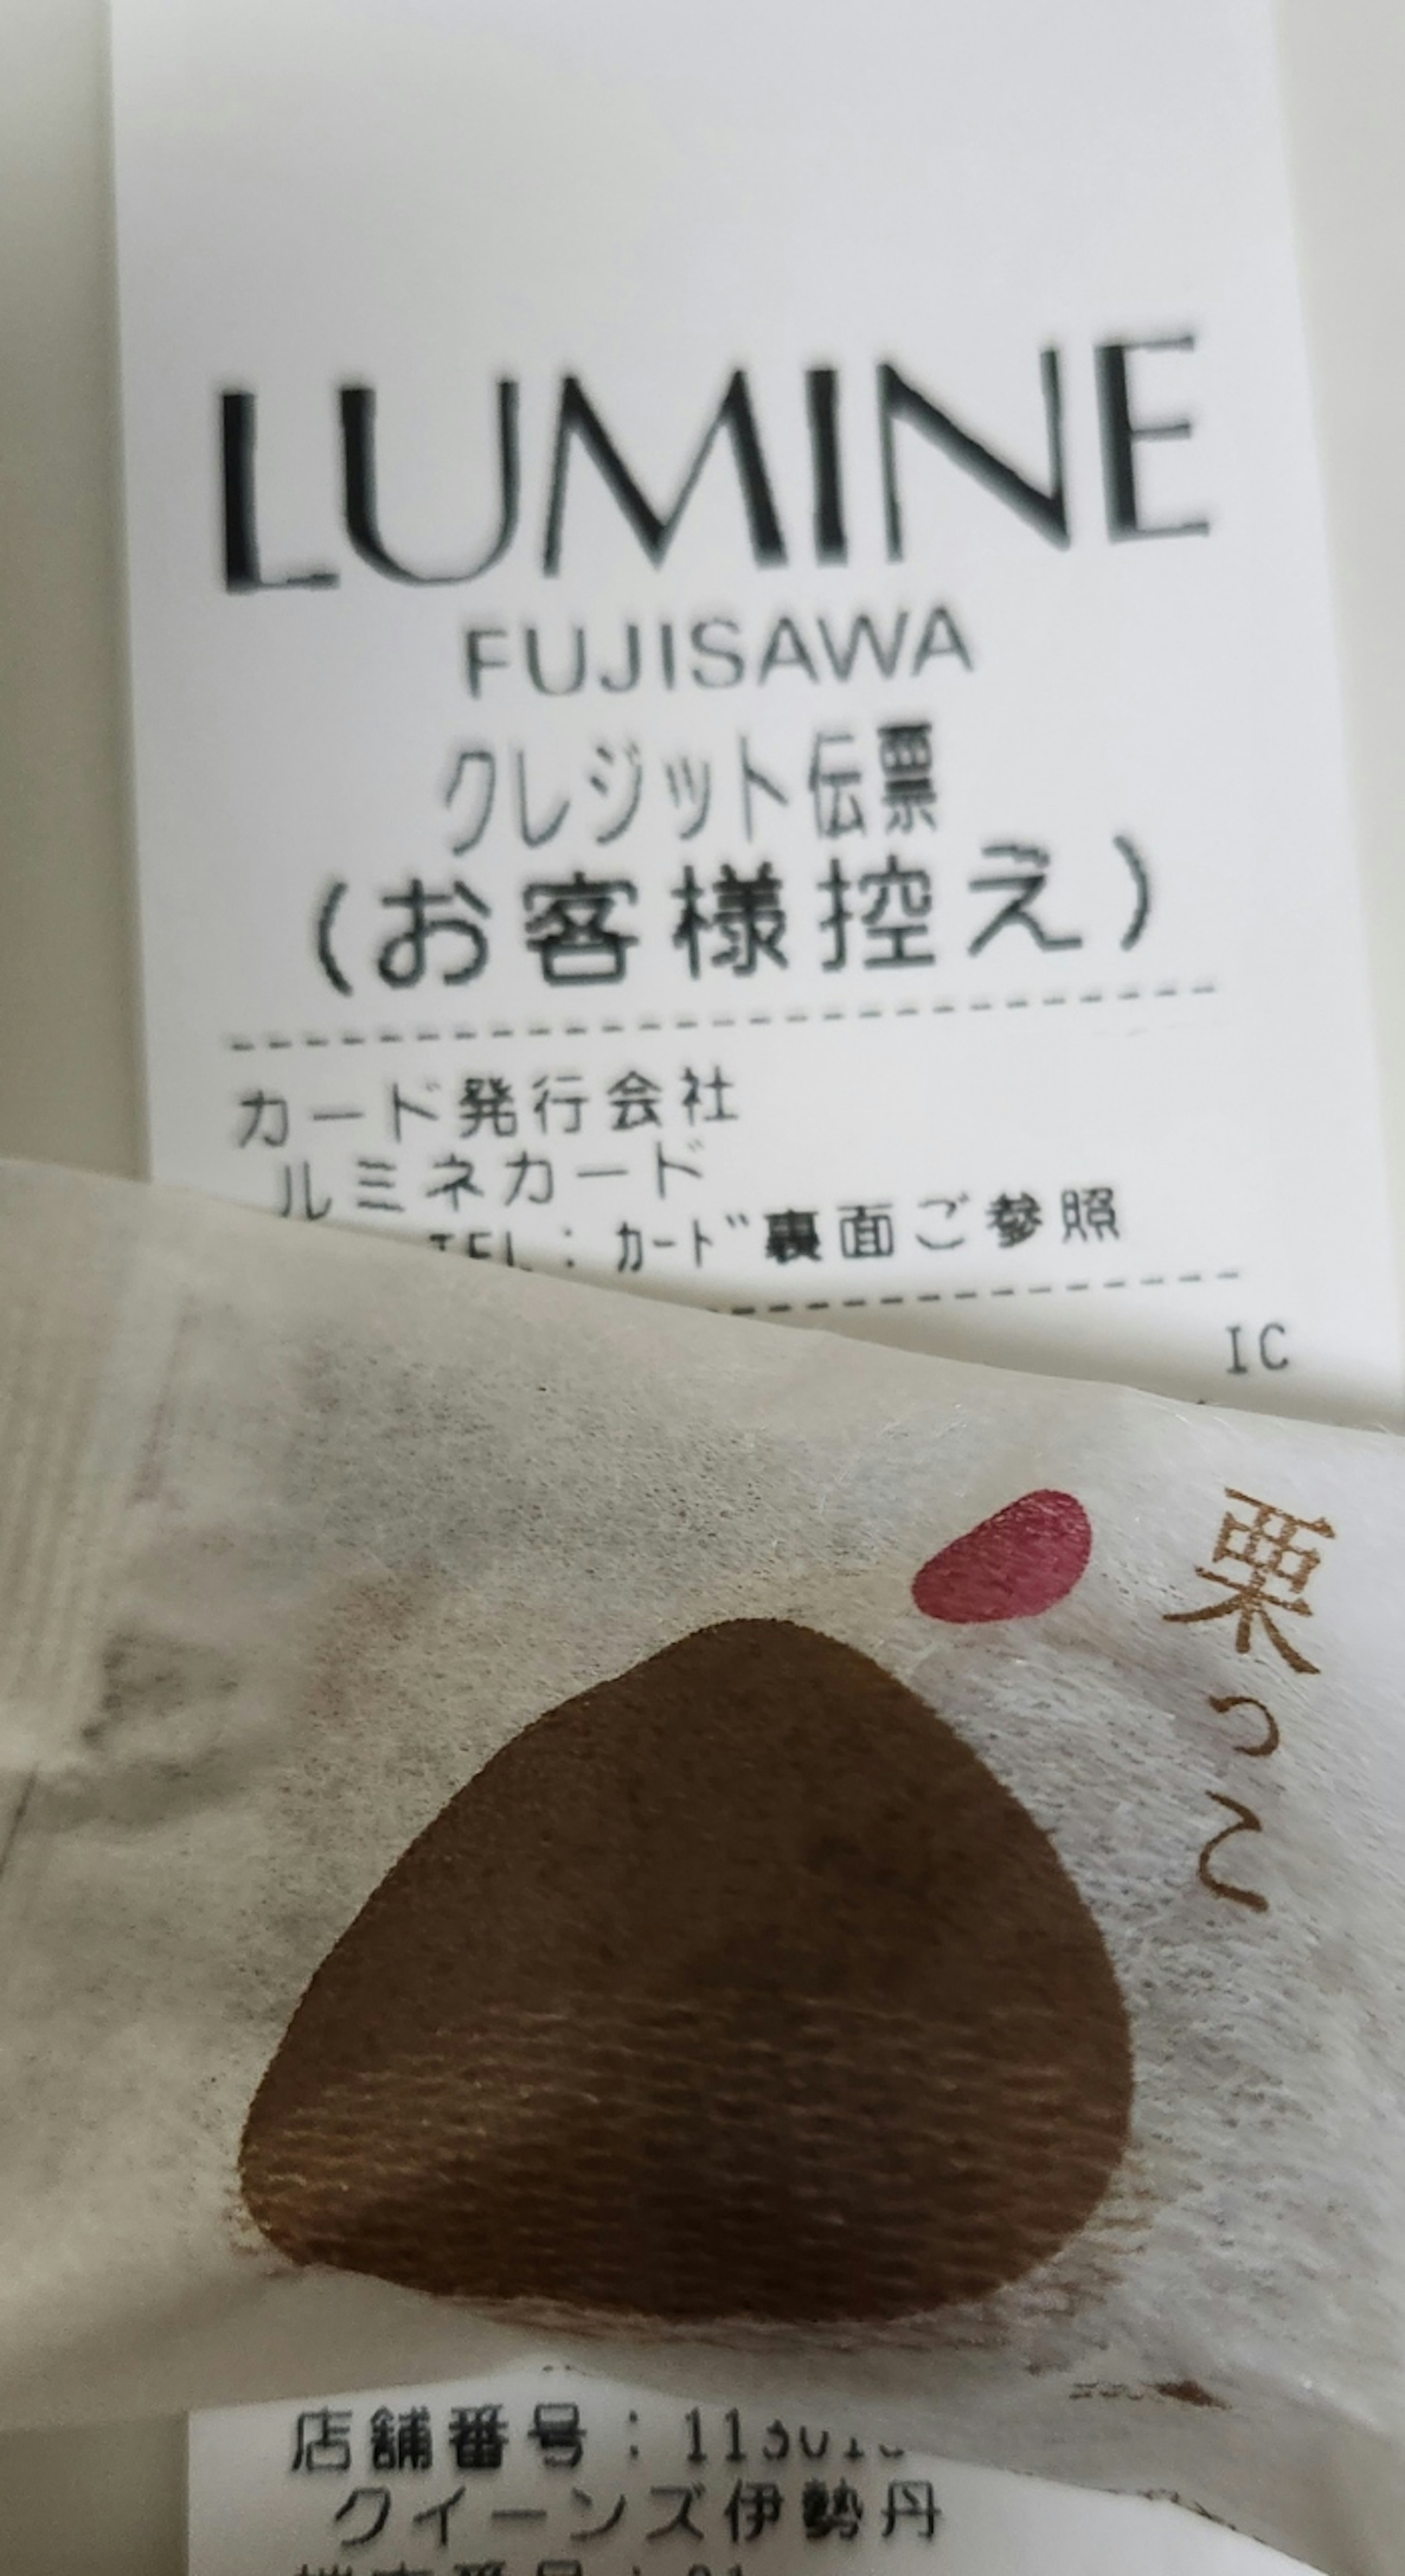 LUMINE
FUJISAWA
クレジット伝票
(お客様控え)
カード発行会社
ルミネカード
TEL:カード裏面ご参照
IC
栗っこ
店舗番号:
クイーンズ伊勢丹